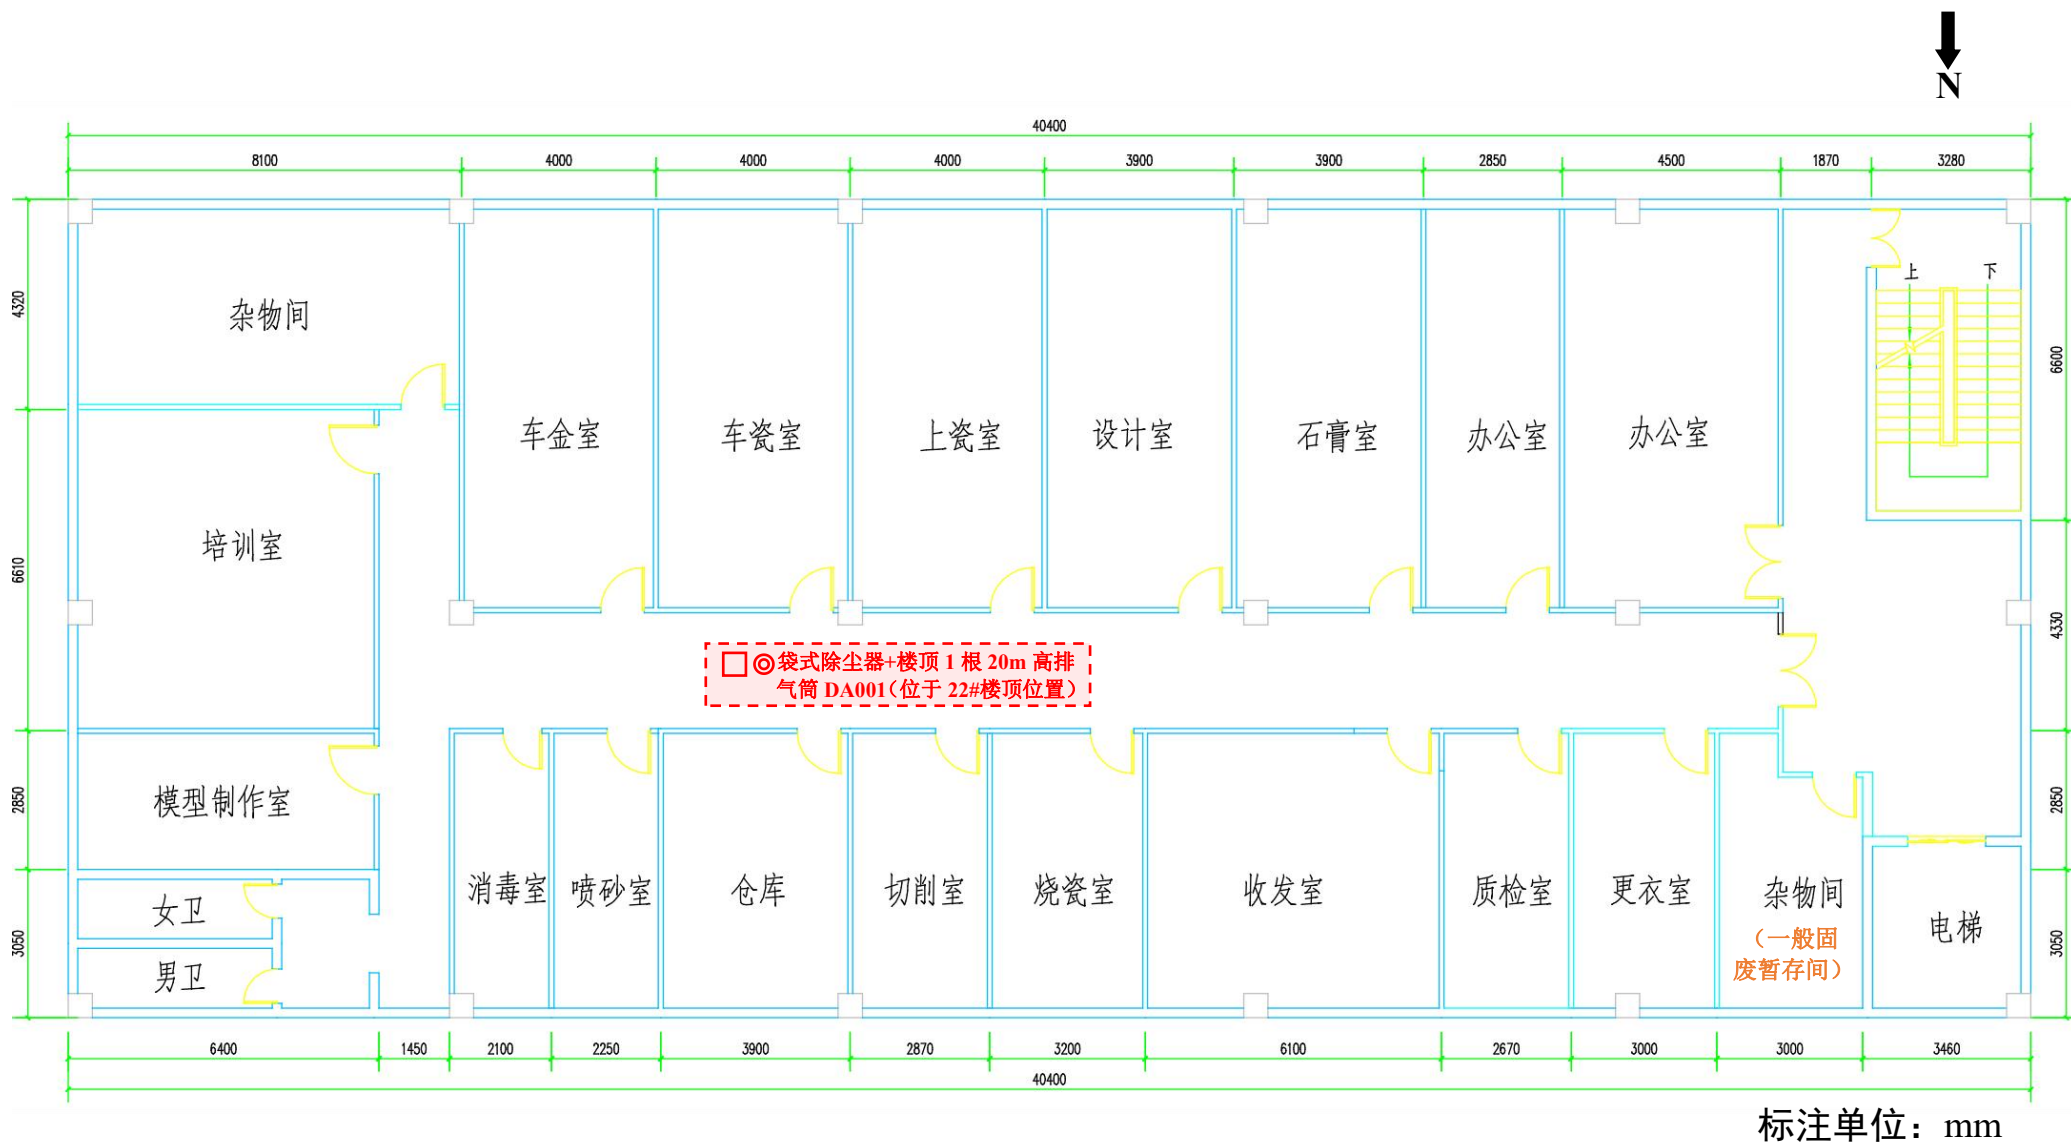 N
40400
8100
4000
4000
4000
3900
3900
2850
4500
1870
3280
4320
6610
2850
3050
6600
4330
2850
3050
上
下
杂物间
车金室
车瓷室
上瓷室
设计室
石膏室
办公室
办公室
培训室
□◎袋式除尘器+楼顶 1 根 20m 高排
气筒 DA001（位于 22#楼顶位置）
模型制作室
女卫
男卫
消毒室
喷砂室
仓库
切削室
烧瓷室
收发室
质检室
更衣室
杂物间
（一般固
废暂存间）
电梯
6400
1450
2100
2250
3900
2870
3200
6100
2670
3000
3000
3460
40400
标注单位：mm